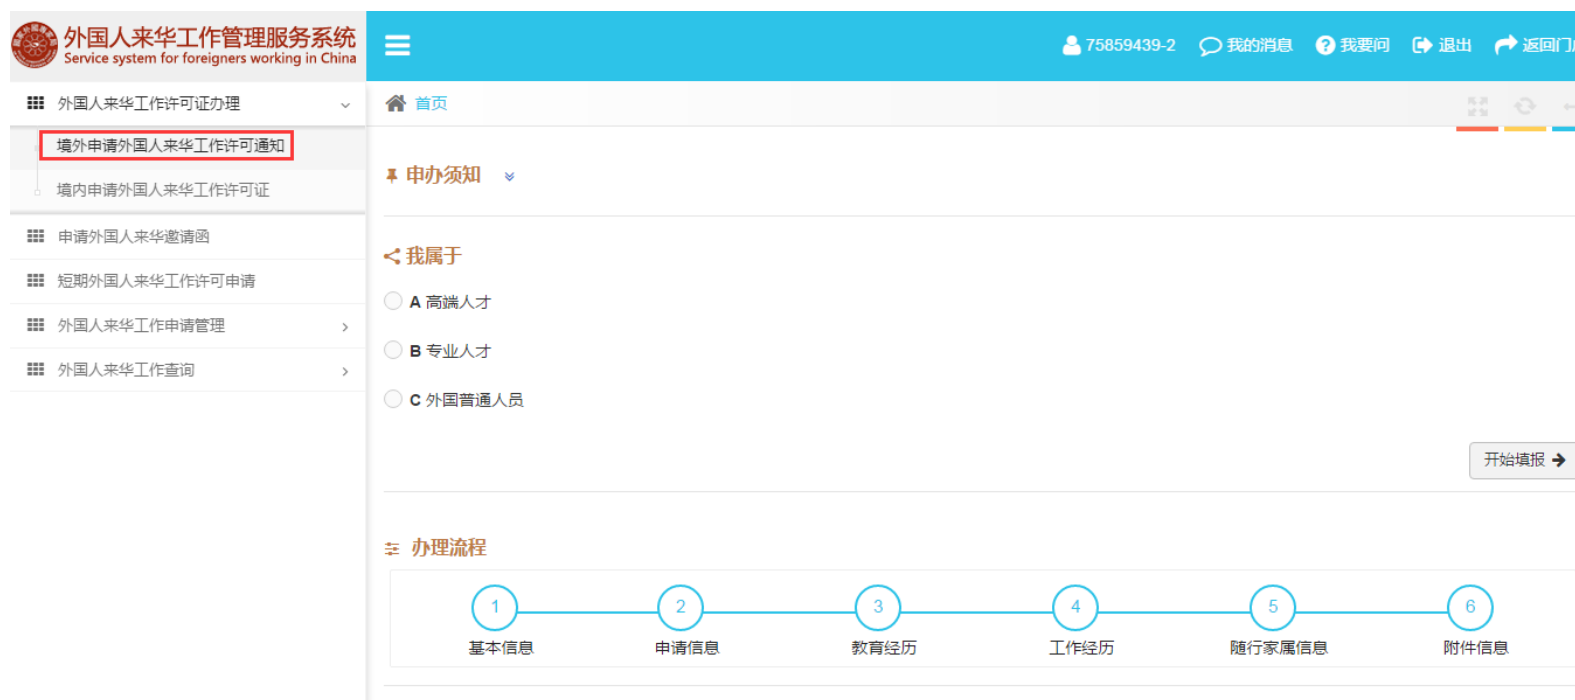 外国人来华工作管理服务系统
Service system for foreigners working in China
75859439-2 我的消息 我要问 退出 返回门
外国人来华工作许可证办理
首页
境外申请外国人来华工作许可通知
境内申请外国人来华工作许可证
申请外国人来华邀请函
短期外国人来华工作许可申请
外国人来华工作申请管理
外国人来华工作查询
申办须知
我属于
A 高端人才
B 专业人才
C 外国普通人员
开始填报
办理流程
1 2 3 4 5 6
基本信息 申请信息 教育经历 工作经历 随行家属信息 附件信息